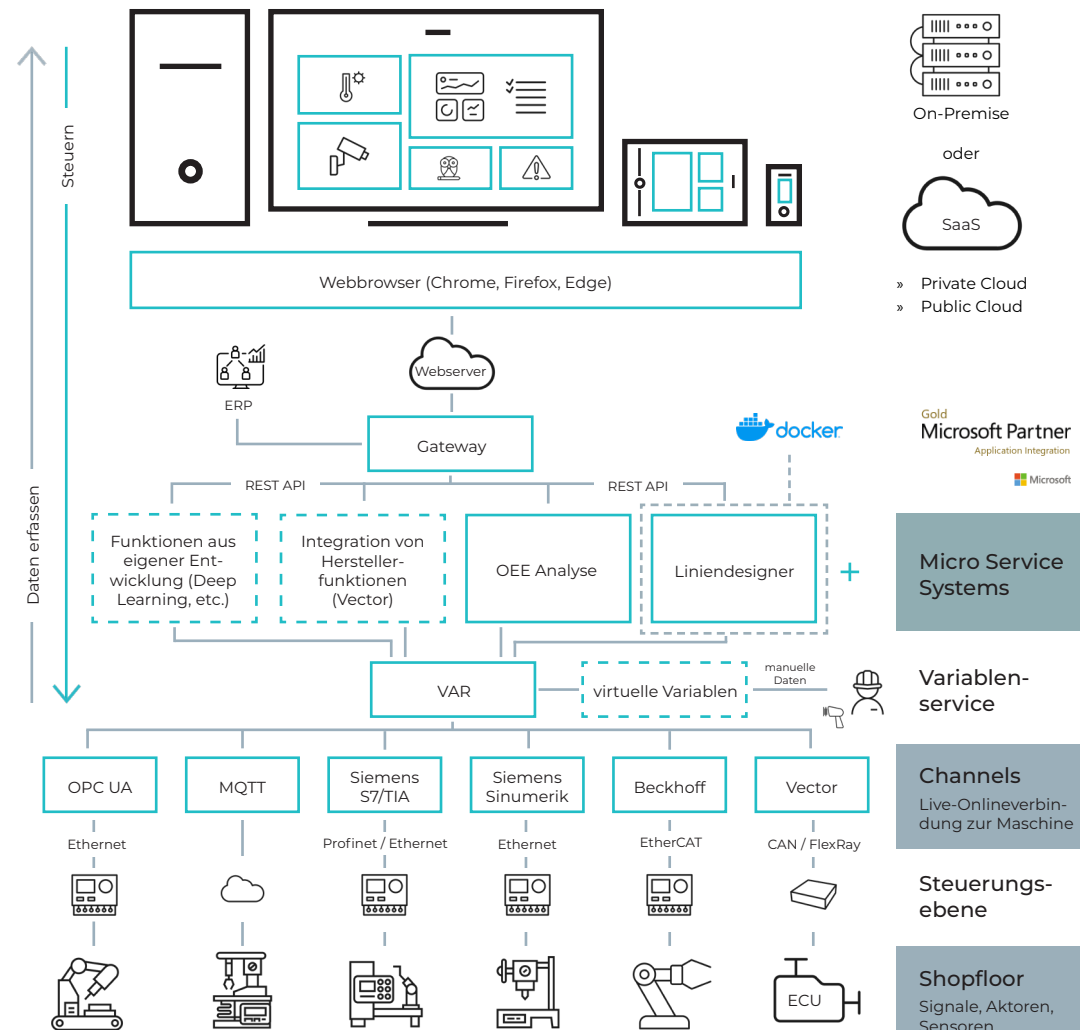 Steuern
Daten erfassen
On-Premise
oder
SaaS
» Private Cloud
» Public Cloud
Webbrowser (Chrome, Firefox, Edge)
Webserver
ERP
Gateway
REST API
REST API
docker
Gold
Microsoft Partner
Application Integration
Microsoft
Funktionen aus
eigener Ent-
wicklung (Deep
Learning, etc.)
Integration von
Hersteller-
funktionen
(Vector)
OEE Analyse
Liniendesigner
+
Micro Service
Systems
VAR
virtuelle Variablen
manuelle
Daten
Variablen-
service
OPC UA
MQTT
Siemens
S7/TIA
Siemens
Sinumerik
Beckhoff
Vector
Channels
Live-Onlineverbin-
dung zur Maschine
Ethernet
Profinet / Ethernet
Ethernet
EtherCAT
CAN / FlexRay
Steuerungs-
ebene
ECU
Shopfloor
Signale, Aktoren,
Sensoren